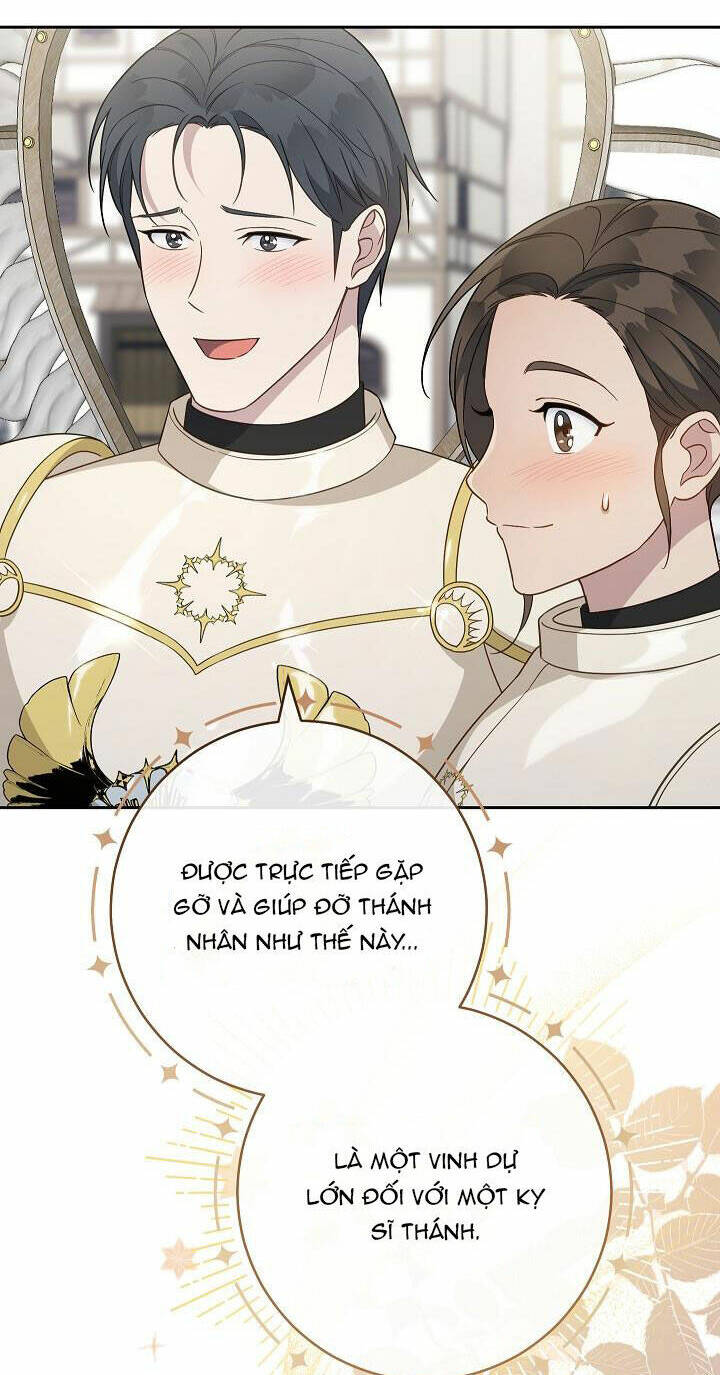 ĐƯỢC TRỰC TIẾP GẶP
GỠ VÀ GIÚP ĐỠ THÁNH
NHÂN NHƯ THẾ NÀY...
LÀ MỘT VINH DỰ
LỚN ĐỐI VỚI MỘT KỴ
SĨ THÁNH.